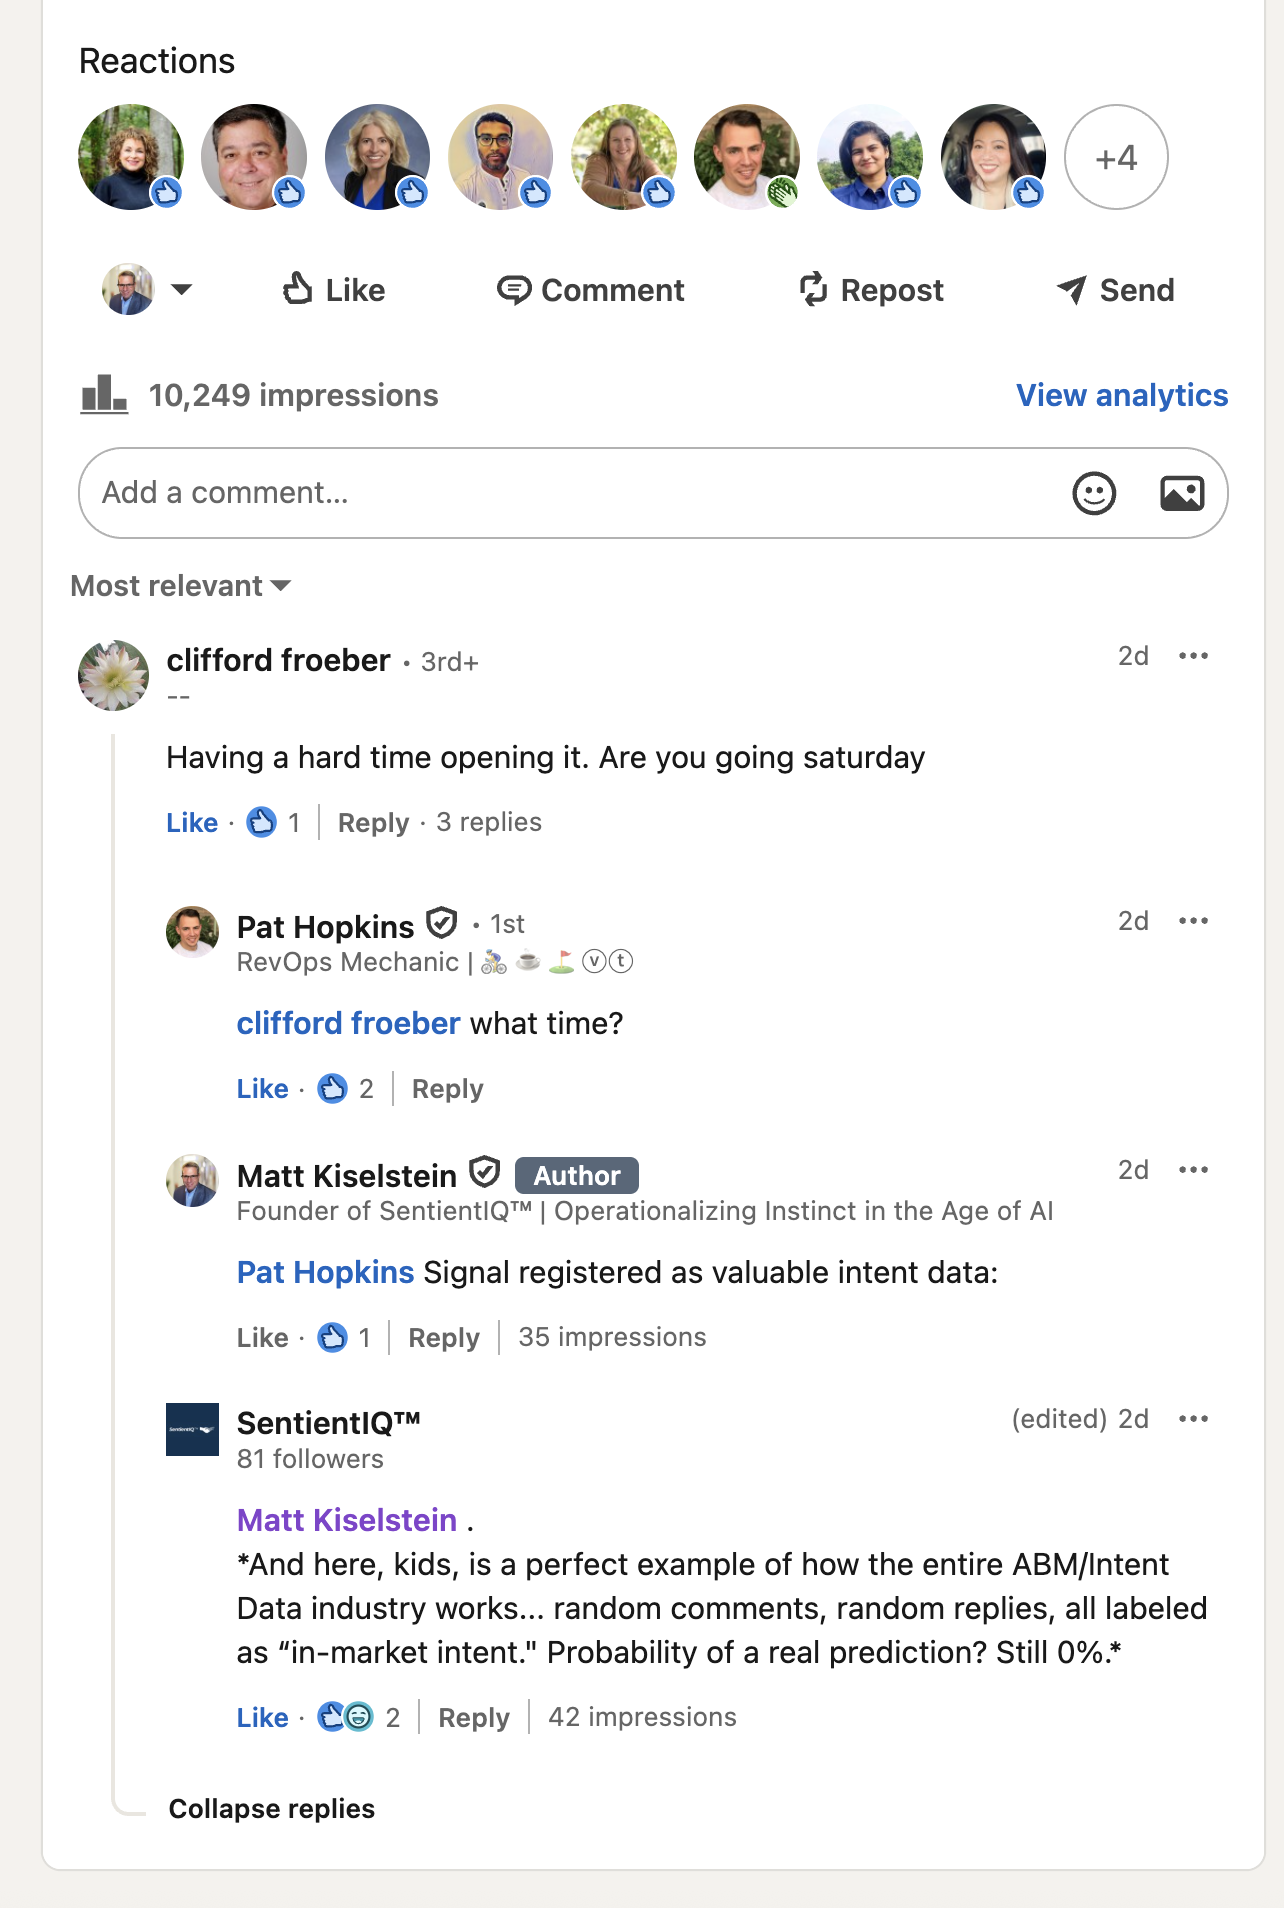 Reactions
+4
Like
Comment
Repost
Send
10,249 impressions
View analytics
Add a comment...
Most relevant
clifford froeber • 3rd+
2d
--
Having a hard time opening it. Are you going saturday
Like · 1 | Reply · 3 replies
Pat Hopkins • 1st
2d
RevOps Mechanic | 🚴 ☕ ⛳ ⓥⓣ
clifford froeber what time?
Like · 2 | Reply
Matt Kiselstein Author
2d
Founder of SentientIQ™ | Operationalizing Instinct in the Age of AI
Pat Hopkins Signal registered as valuable intent data:
Like · 1 | Reply | 35 impressions
SentientIQ™
SentientIQ™
(edited) 2d
81 followers
Matt Kiselstein .
*And here, kids, is a perfect example of how the entire ABM/Intent
Data industry works... random comments, random replies, all labeled
as “in-market intent." Probability of a real prediction? Still 0%.*
Like · 2 | Reply | 42 impressions
Collapse replies